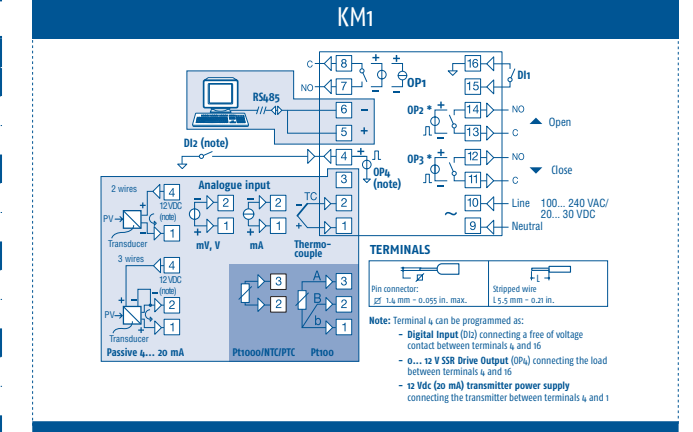 KM1
C 8
NO 7
OP1
16
15
DI1
RS485
6 –
5 +
OP2 *
14 NO
13 C
Open
DI2 (note)
4
OP4
(note)
OP3 *
12 NO
11 C
Close
3
TC
2
1
10 Line
9 Neutral
~
100... 240 VAC/
20... 30 VDC
2 wires
4
12 VDC
(note)
PV
1
Transducer
Analogue input
2
1
mV, V
2
1
mA
Thermo-
couple
3 wires
4
12 VDC
(note)
2
PV
1
Transducer
Passive 4... 20 mA
3
2
Pt1000/NTC/PTC
A 3
B 2
b 1
Pt100
TERMINALS
L
Pin connector:
1.4 mm - 0.055 in. max.
Stripped wire
L 5.5 mm - 0.21 in.
Note: Terminal 4 can be programmed as:
– Digital Input (DI2) connecting a free of voltage
contact between terminals 4 and 16
– 0... 12 V SSR Drive Output (OP4) connecting the load
between terminals 4 and 16
– 12 Vdc (20 mA) transmitter power supply
connecting the transmitter between terminals 4 and 1